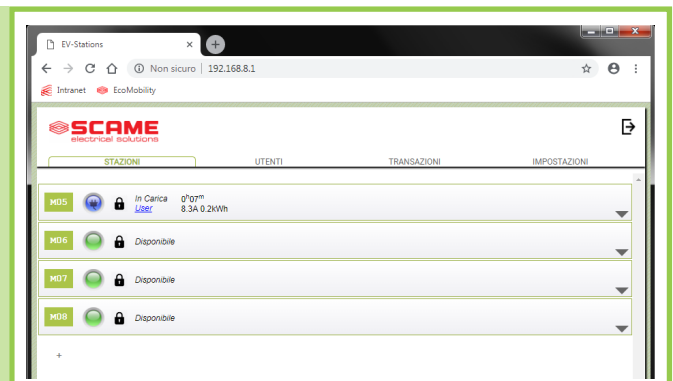 EV-Stations
Non sicuro | 192.168.8.1
Intranet EcoMobility
SCAME
electrical solutions
STAZIONI UTENTI TRANSAZIONI IMPOSTAZIONI
M05 In Carica 0h07m
User 8.3A 0.2kWh
M06 Disponibile
M07 Disponibile
M08 Disponibile
+